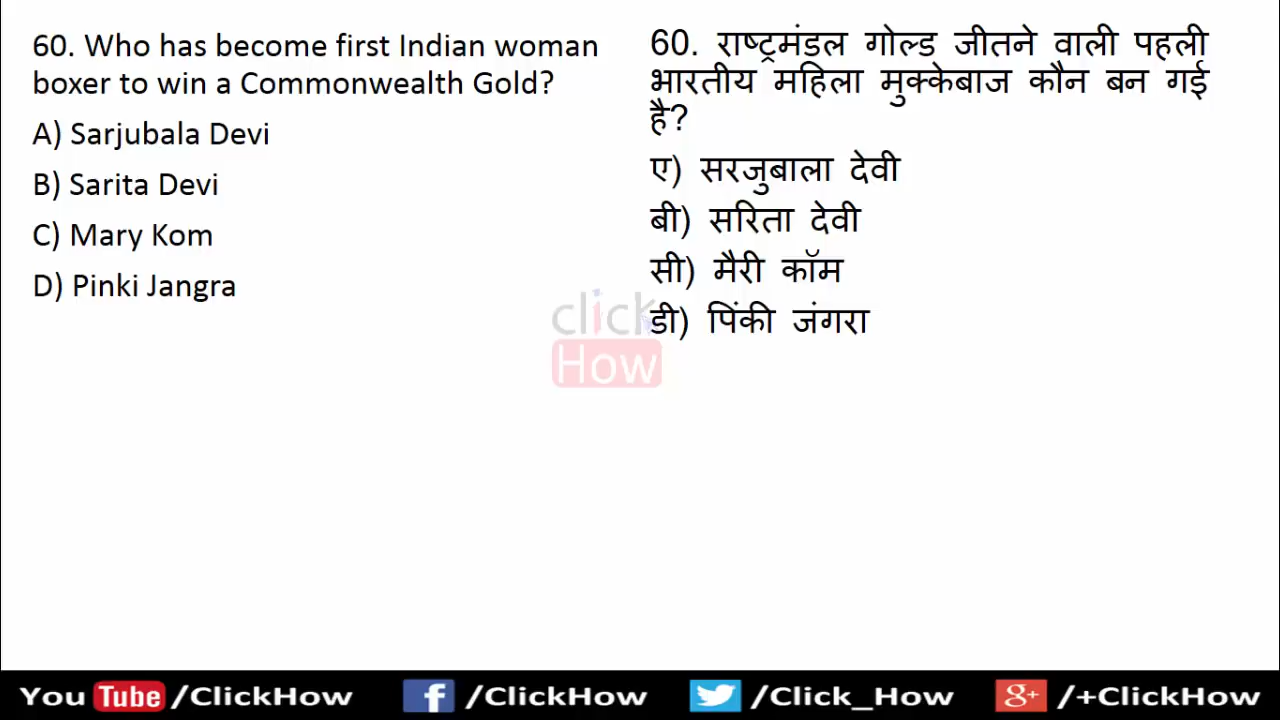 60. Who has become first Indian woman
boxer to win a Commonwealth Gold?
A) Sarjubala Devi
B) Sarita Devi
C) Mary Kom
D) Pinki Jangra
60. राष्ट्रमंडल गोल्ड जीतने वाली पहली
भारतीय महिला मुक्केबाज कौन बन गई
है?
ए) सरजुबाला देवी
बी) सरिता देवी
सी) मैरी कॉम
डी) पिंकी जंगरा
click
How
You Tube /ClickHow f /ClickHow /Click_How g+ /+ClickHow